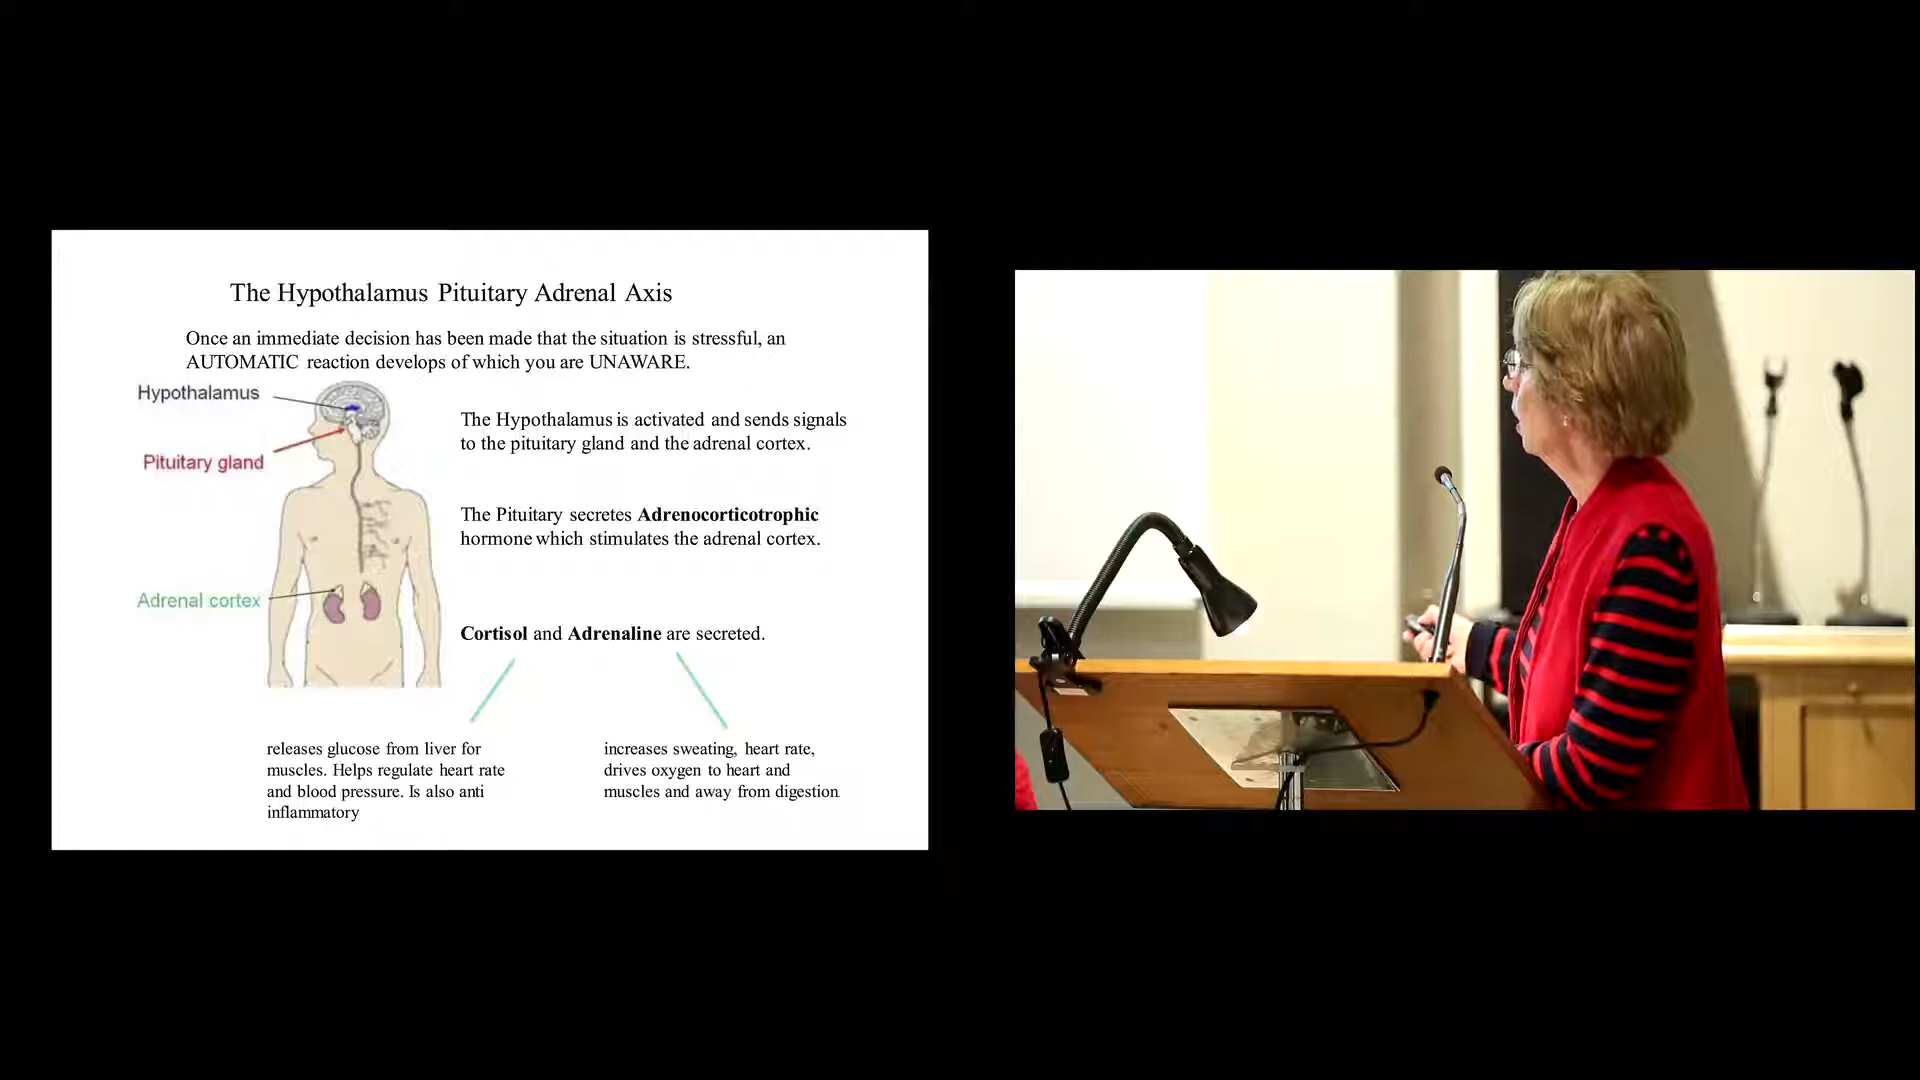 The Hypothalamus Pituitary Adrenal Axis
Once an immediate decision has been made that the situation is stressful, an
AUTOMATIC reaction develops of which you are UNAWARE.
Hypothalamus
Pituitary gland
Adrenal cortex
The Hypothalamus is activated and sends signals
to the pituitary gland and the adrenal cortex.
The Pituitary secretes Adrenocorticotrophic
hormone which stimulates the adrenal cortex.
Cortisol and Adrenaline are secreted.
releases glucose from liver for
muscles. Helps regulate heart rate
and blood pressure. Is also anti
inflammatory
increases sweating, heart rate,
drives oxygen to heart and
muscles and away from digestion